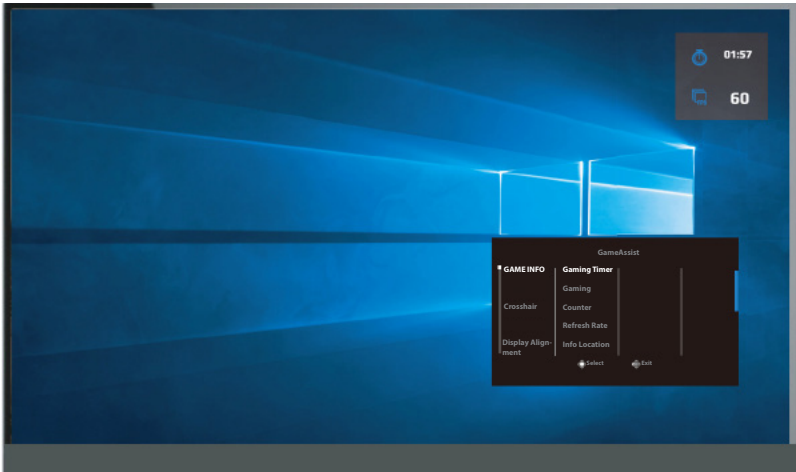 01:57
60
GameAssist
GAME INFO
Gaming Timer
Gaming
Crosshair
Counter
Refresh Rate
Display Align-
ment
Info Location
Select
Exit